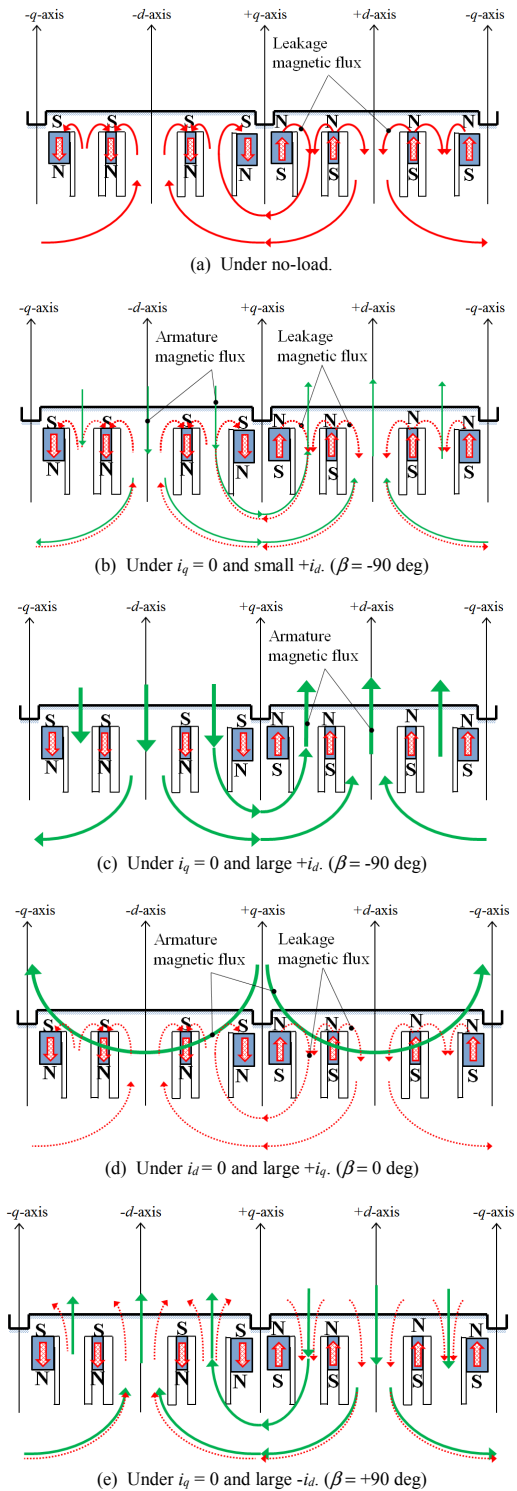 -q-axis -d-axis +q-axis +d-axis -q-axis
Leakage
magnetic flux
S S S S N N N N
N N N N S S S S
(a) Under no-load.
-q-axis -d-axis +q-axis +d-axis -q-axis
Armature Leakage
magnetic flux magnetic flux
S S S S N N N N
N N N N S S S S
(b) Under iq = 0 and small +id. (β = -90 deg)
-q-axis -d-axis +q-axis +d-axis -q-axis
Armature
magnetic flux
S S S S N N N N
N N N N S S S S
(c) Under iq = 0 and large +id. (β = -90 deg)
-q-axis -d-axis +q-axis +d-axis -q-axis
Armature Leakage
magnetic flux magnetic flux
S S S S N N N N
N N N N S S S S
(d) Under id = 0 and large +iq. (β = 0 deg)
-q-axis -d-axis +q-axis +d-axis -q-axis
S S S S N N N N
N N N N S S S S
(e) Under iq = 0 and large -id. (β = +90 deg)